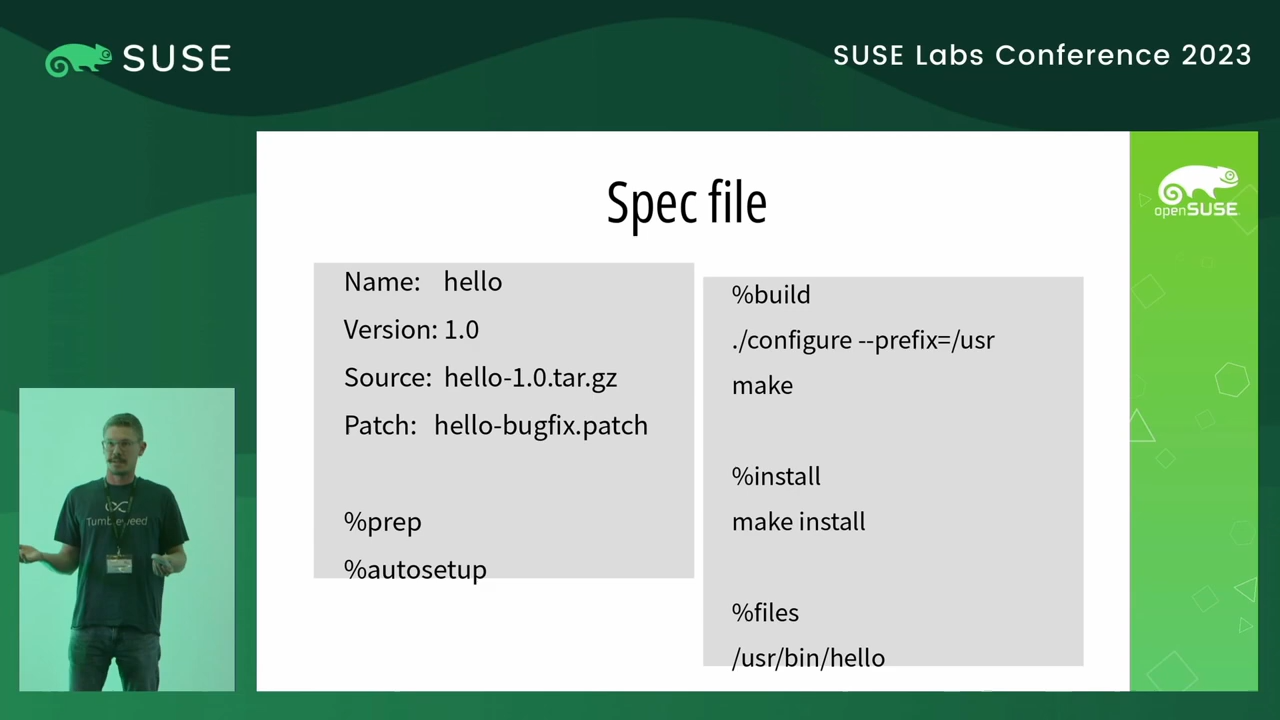 SUSE
SUSE Labs Conference 2023
Spec file
openSUSE
Name: hello
Version: 1.0
Source: hello-1.0.tar.gz
Patch: hello-bugfix.patch
%prep
%autosetup
%build
./configure --prefix=/usr
make
%install
make install
%files
/usr/bin/hello
Tumbleweed